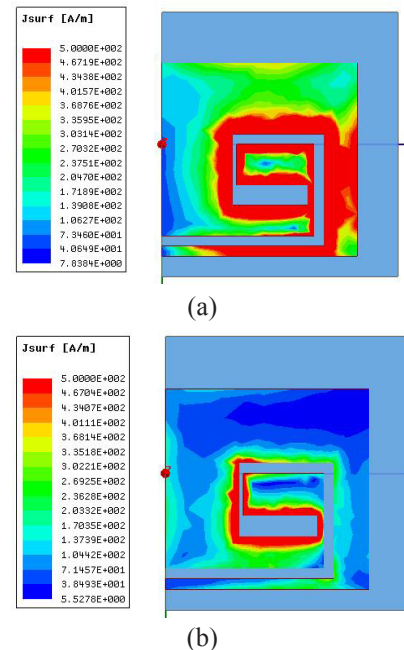 Jsurf [A/m]
5.0000E+002
4.6719E+002
4.3438E+002
4.0157E+002
3.6876E+002
3.3595E+002
3.0314E+002
2.7032E+002
2.3751E+002
2.0470E+002
1.7189E+002
1.3908E+002
1.0627E+002
7.3460E+001
4.0649E+001
7.8384E+000
(a)
Jsurf [A/m]
5.0000E+002
4.6704E+002
4.3407E+002
4.0111E+002
3.6814E+002
3.3518E+002
3.0221E+002
2.6925E+002
2.3628E+002
2.0332E+002
1.7035E+002
1.3739E+002
1.0442E+002
7.1457E+001
3.8493E+001
5.5278E+000
(b)